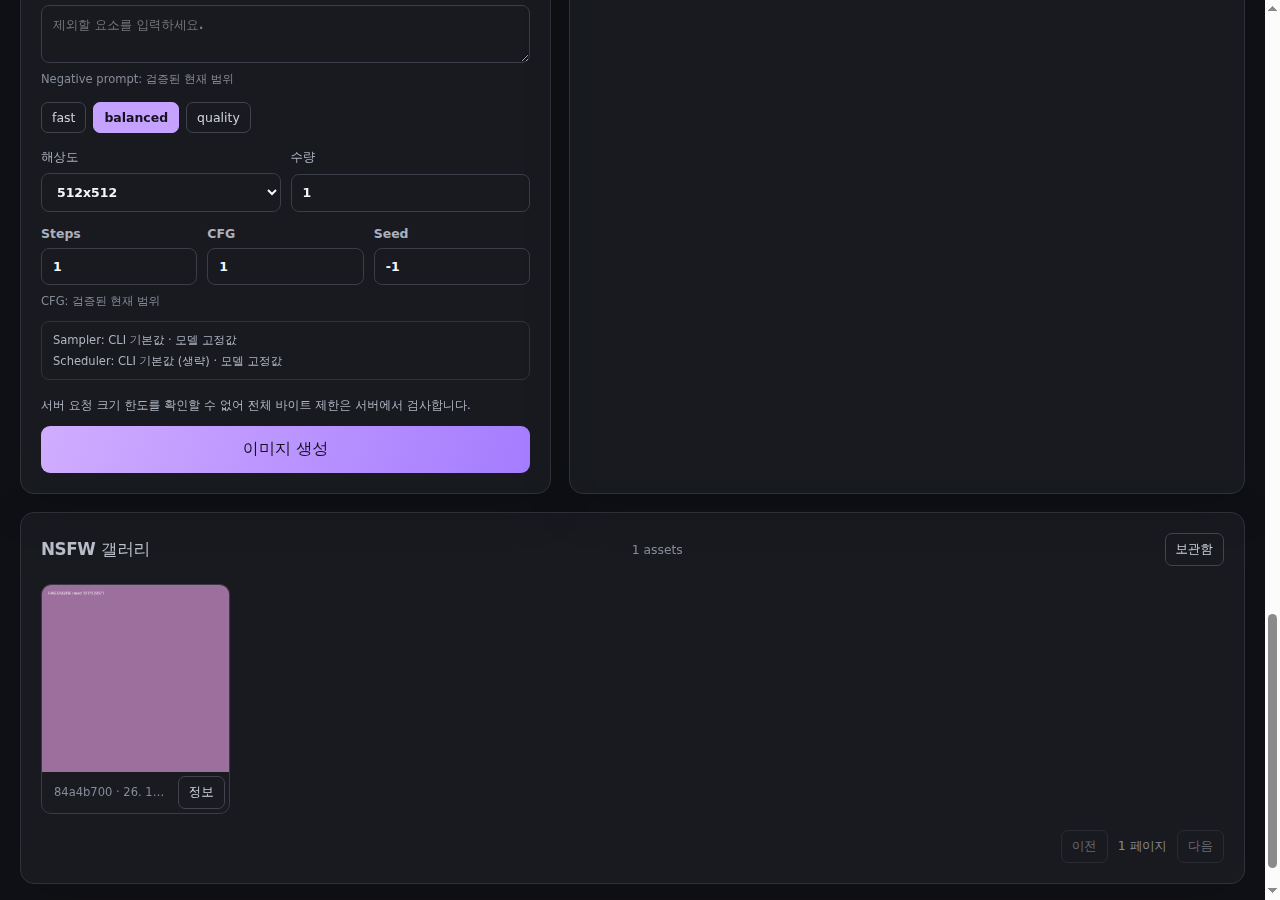 제외할 요소를 입력하세요.
Negative prompt: 검증된 현재 범위
fast
balanced
quality
해상도
수량
512x512
1
Steps
CFG
Seed
1
1
-1
CFG: 검증된 현재 범위
Sampler: CLI 기본값 · 모델 고정값
Scheduler: CLI 기본값 (생략) · 모델 고정값
서버 요청 크기 한도를 확인할 수 없어 전체 바이트 제한은 서버에서 검사합니다.
이미지 생성
NSFW 갤러리
1 assets
보관함
84a4b700 · 26. 1...
정보
이전
1 페이지
다음